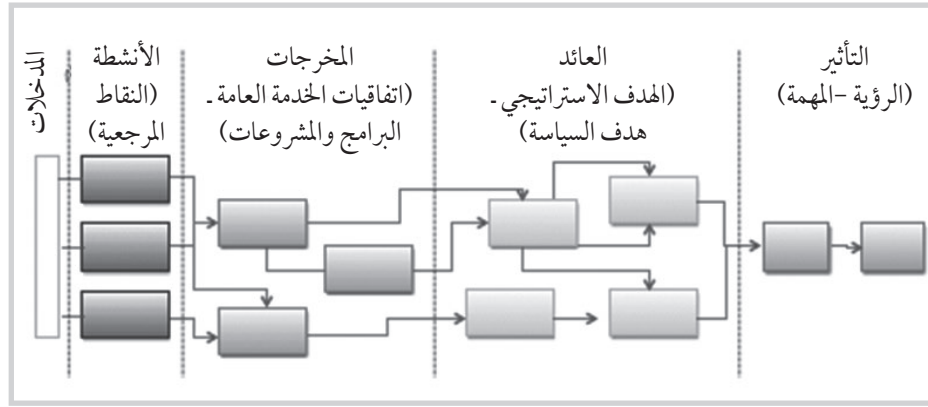 المدخلات
الأنشطة
(النقاط
المرجعية)
المخرجات
(اتفاقيات الخدمة العامة ـ
البرامج والمشروعات)
العائد
(الهدف الاستراتيجي ـ
هدف السياسة)
التأثير
(الرؤية –المهمة)